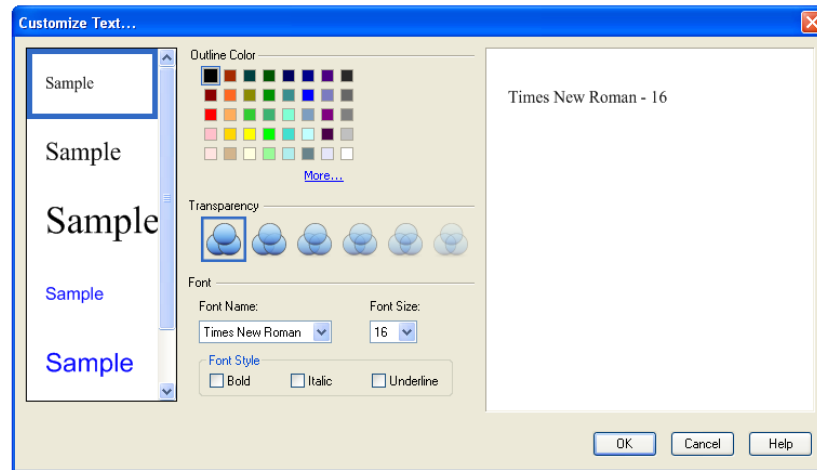 Customize Text...
Sample
Sample
Sample
Sample
Sample
Outline Color
More...
Transparency
Font
Font Name:
Font Size:
Times New Roman
16
Font Style
Bold
Italic
Underline
Times New Roman - 16
OK
Cancel
Help